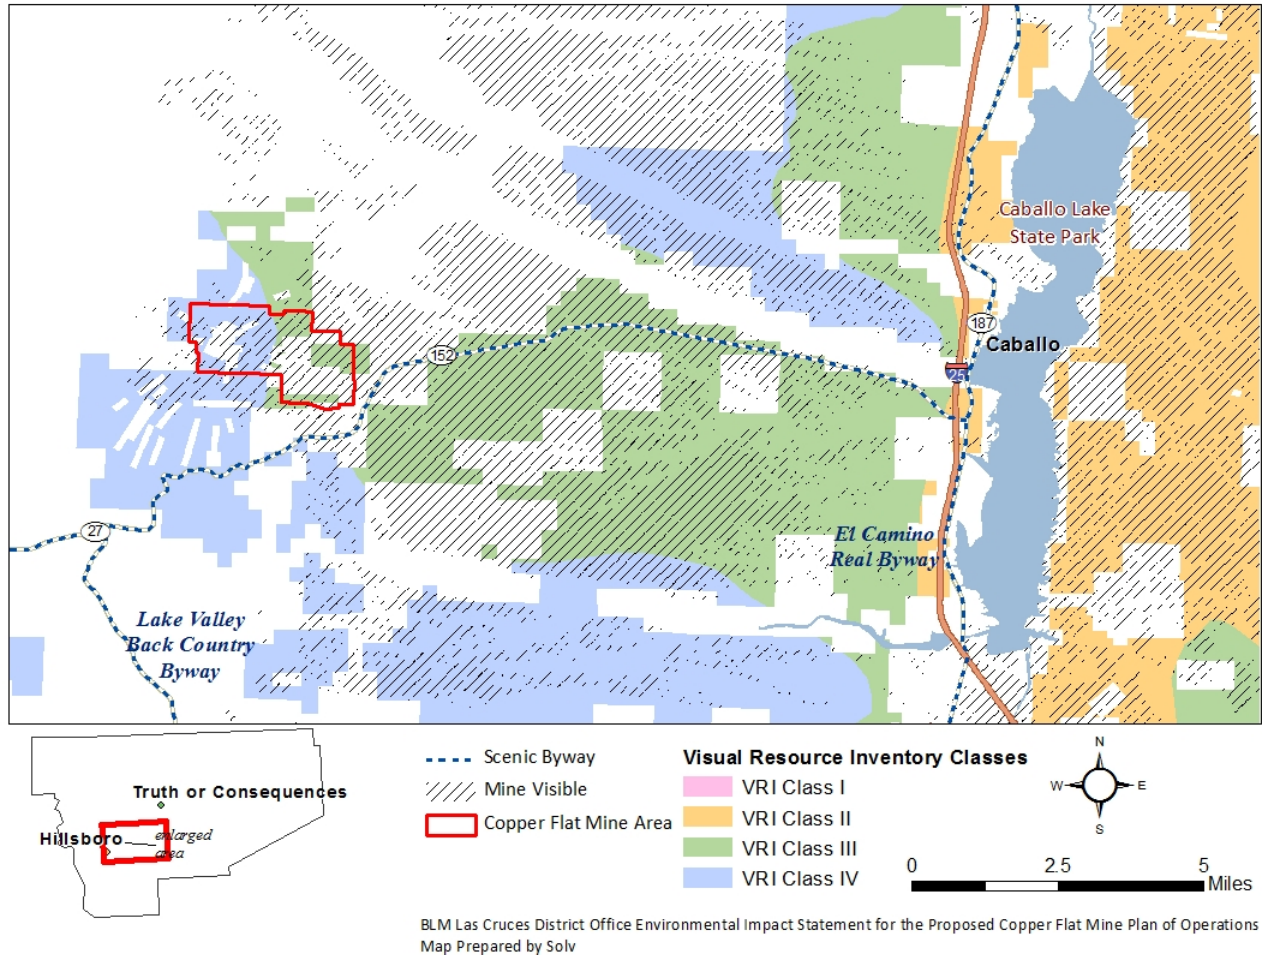 Caballo Lake
State Park
187
Caballo
152
25
27
El Camino
Real Byway
Lake Valley
Back Country
Byway
Truth or Consequences
Hillsboro
enlarged
area
Scenic Byway
Mine Visible
Copper Flat Mine Area
Visual Resource Inventory Classes
VRI Class I
VRI Class II
VRI Class III
VRI Class IV
N
W E
S
0 2.5 5
Miles
BLM Las Cruces District Office Environmental Impact Statement for the Proposed Copper Flat Mine Plan of Operations
Map Prepared by Solv